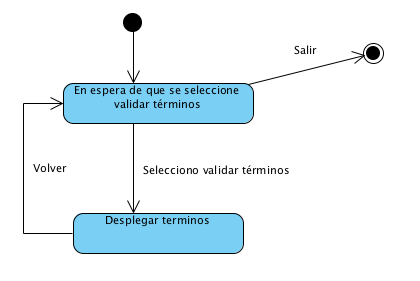 Salir
En espera de que se seleccione
validar términos
Volver
Selecciono validar términos
Desplegar terminos